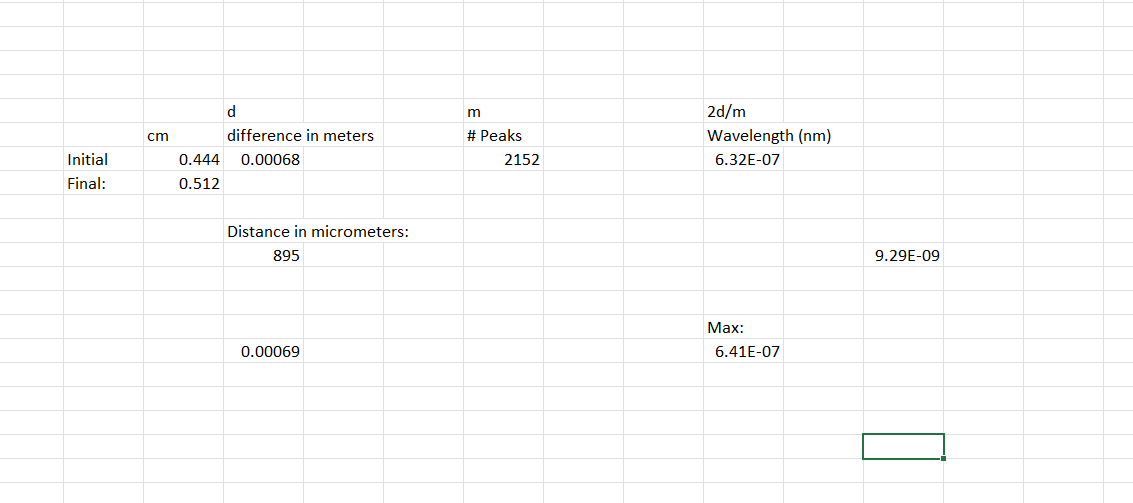 d m 2d/m
cm difference in meters # Peaks Wavelength (nm)
Initial 0.444 0.00068 2152 6.32E-07
Final: 0.512
Distance in micrometers:
895 9.29E-09
Max:
0.00069 6.41E-07